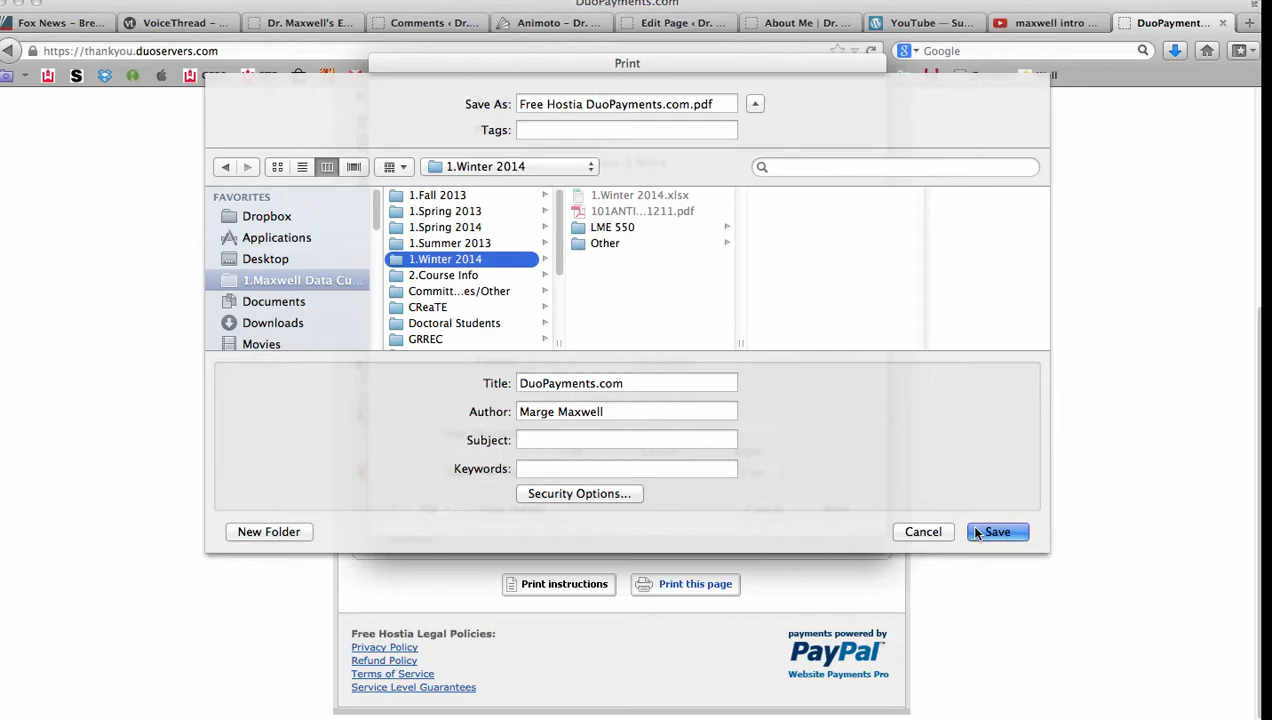 DuoPayment.com
Fox News - Bre...
VoiceThread - ...
Dr. Maxwell's E...
Comments ‹ Dr....
Animoto - Dr. ...
Edit Page ‹ Dr. ...
About Me | Dr. ...
YouTube — Su...
maxwell intro ...
DuoPayment....
https://thankyou.duoservers.com
Google
Print
Save As:
Free Hostia DuoPayments.com.pdf
Tags:
1.Winter 2014
FAVORITES
Dropbox
Applications
Desktop
1.Maxwell Data Cu...
Documents
Downloads
Movies
1.Fall 2013
1.Spring 2013
1.Spring 2014
1.Summer 2013
1.Winter 2014
2.Course Info
Committ...es/Other
CReaTE
Doctoral Students
GRREC
1.Winter 2014.xlsx
101ANTI...1211.pdf
LME 550
Other
Title:
DuoPayments.com
Author:
Marge Maxwell
Subject:
Keywords:
Security Options...
New Folder
Cancel
Save
Print instructions
Print this page
Free Hostia Legal Policies:
Privacy Policy
Refund Policy
Terms of Service
Service Level Guarantees
payments powered by
PayPal
Website Payments Pro